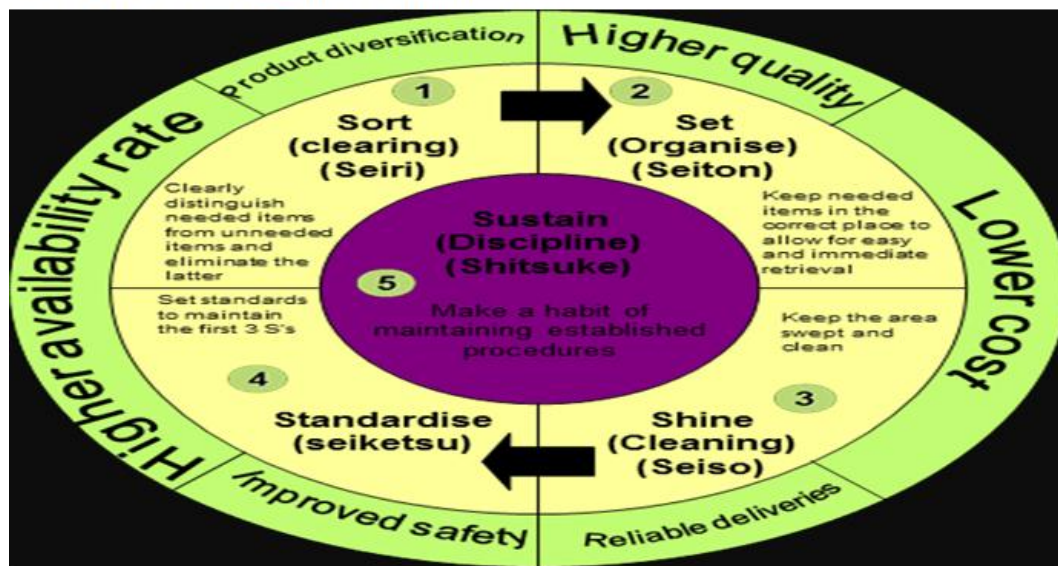 Product diversification
Higher quality
Lower cost
Reliable deliveries
Improved safety
Higher availability rate
1
Sort
(clearing)
(Seiri)
Clearly
distinguish
needed items
from unneeded
items and
eliminate the
latter
2
Set
(Organise)
(Seiton)
Keep needed
items in the
correct place to
allow for easy
and immediate
retrieval
Sustain
(Discipline)
(Shitsuke)
5
Make a habit of
maintaining established
procedures
Keep the area
swept and
clean
3
Shine
(Cleaning)
(Seiso)
Set standards
to maintain
the first 3 S's
4
Standardise
(seiketsu)